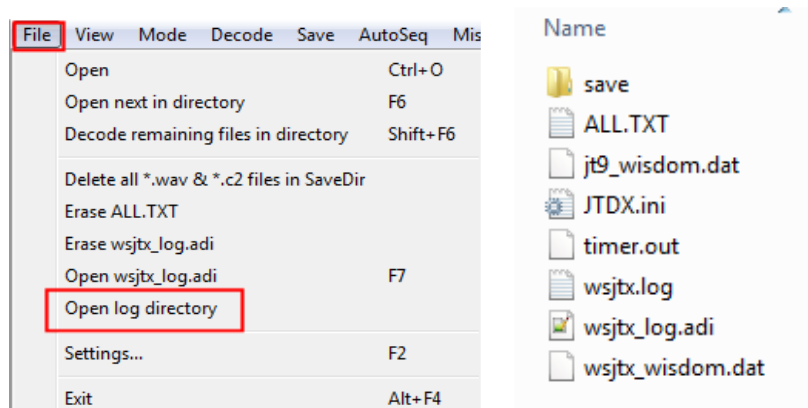 File View Mode Decode Save AutoSeq Mis
Open Ctrl+O
Open next in directory F6
Decode remaining files in directory Shift+F6
Delete all *.wav & *.c2 files in SaveDir
Erase ALL.TXT
Erase wsjtx_log.adi
Open wsjtx_log.adi F7
Open log directory
Settings... F2
Exit Alt+F4
Name
save
ALL.TXT
jt9_wisdom.dat
JTDX.ini
timer.out
wsjtx.log
wsjtx_log.adi
wsjtx_wisdom.dat